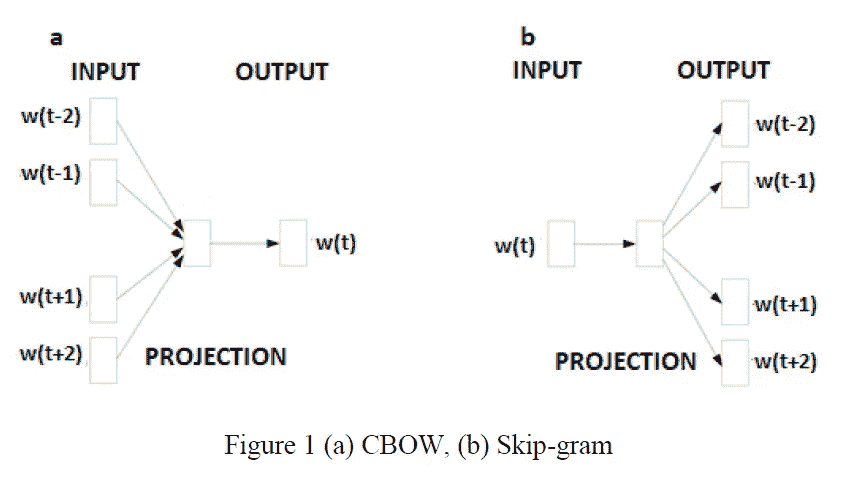 a
INPUT OUTPUT
w(t-2)
w(t-1)
w(t)
w(t+1)
w(t+2)
PROJECTION
b
INPUT OUTPUT
w(t-2)
w(t-1)
w(t)
w(t+1)
w(t+2)
PROJECTION
Figure 1 (a) CBOW, (b) Skip-gram